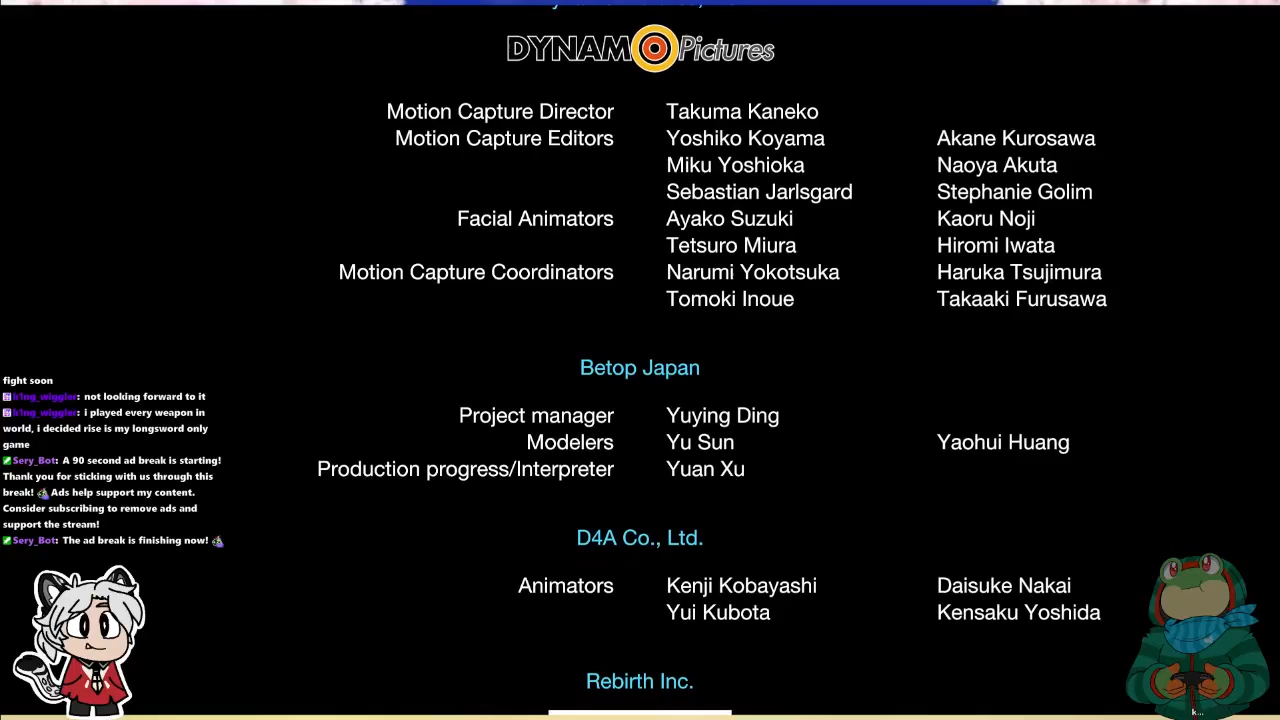 DYNAMO Pictures
Motion Capture Director Takuma Kaneko
Motion Capture Editors Yoshiko Koyama Akane Kurosawa
Miku Yoshioka Naoya Akuta
Sebastian Jarlsgard Stephanie Golim
Facial Animators Ayako Suzuki Kaoru Noji
Tetsuro Miura Hiromi Iwata
Motion Capture Coordinators Narumi Yokotsuka Haruka Tsujimura
Tomoki Inoue Takaaki Furusawa
Betop Japan
Project manager Yuying Ding
Modelers Yu Sun Yaohui Huang
Production progress/Interpreter Yuan Xu
D4A Co., Ltd.
Animators Kenji Kobayashi Daisuke Nakai
Yui Kubota Kensaku Yoshida
Rebirth Inc.
fight soon
: not looking forward to it
: i played every weapon in
world, i decided rise is my longsword only
game
Sery_Bot: A 90 second ad break is starting!
Thank you for sticking with us through this
break! Ads help support my content.
Consider subscribing to remove ads and
support the stream!
Sery_Bot: The ad break is finishing now!
k...